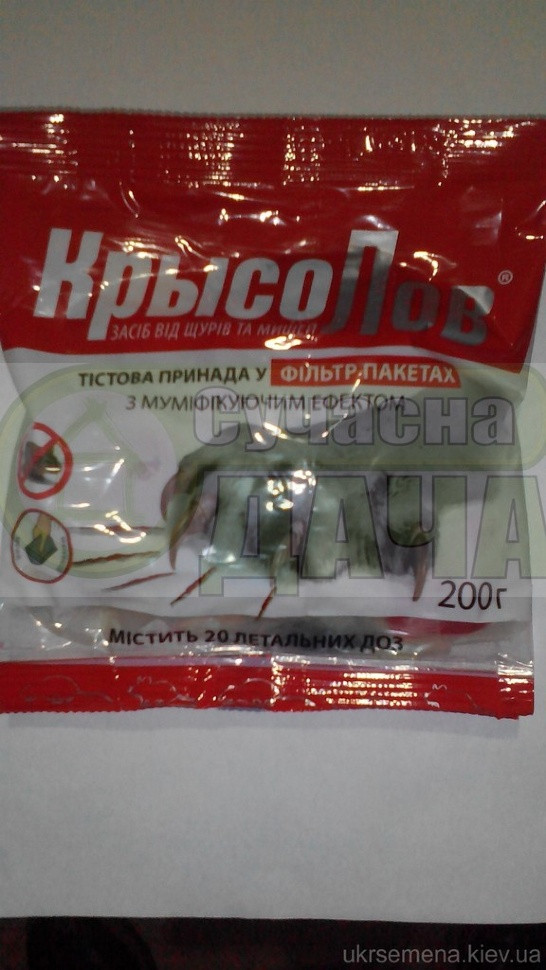 КрысоЛов®
ЗАСІБ ВІД ЩУРІВ ТА МИШЕЙ
ТІСТОВА ПРИНАДА У ФІЛЬТР-ПАКЕТАХ
З МУМІФІКУЮЧИМ ЕФЕКТОМ
Сучасна
ДАЧА
200г
МІСТИТЬ 20 ЛЕТАЛЬНИХ ДОЗ
ukrsemena.kiev.ua